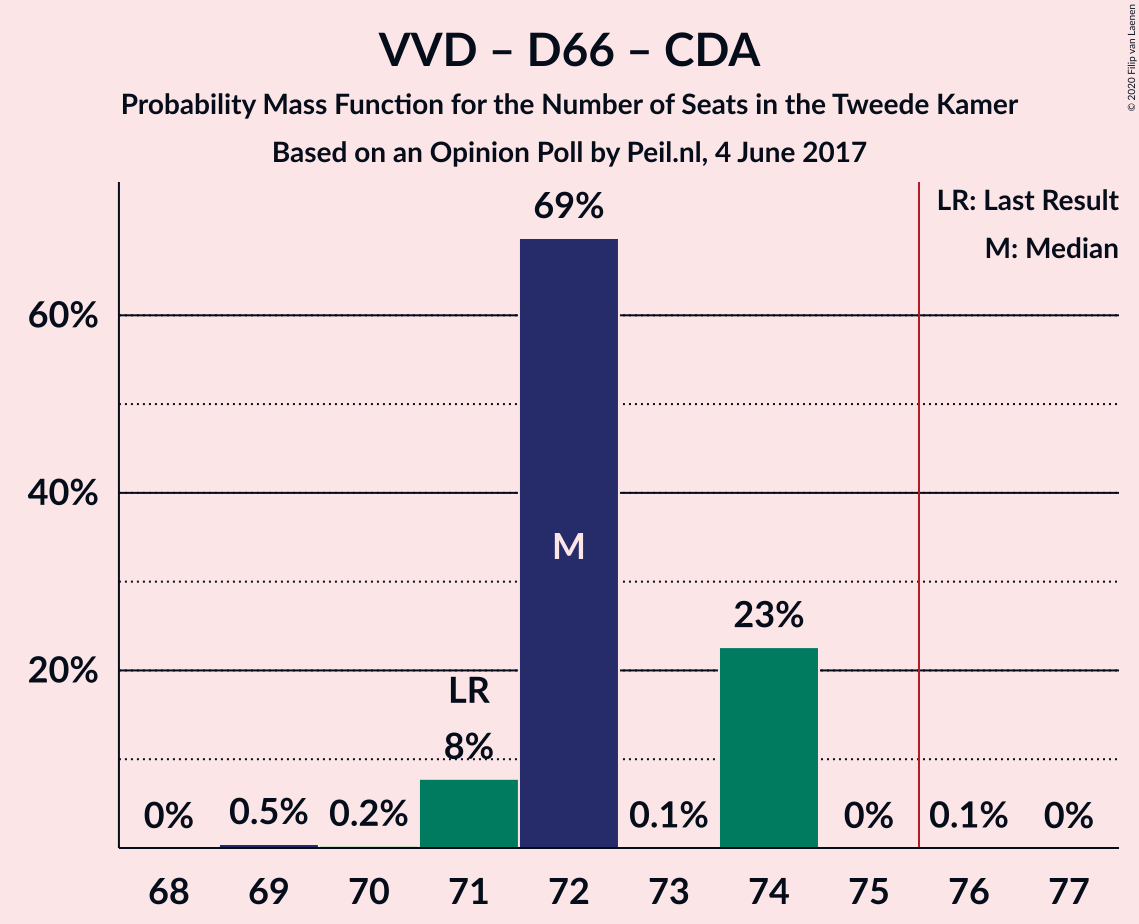 VVD – D66 – CDA
Probability Mass Function for the Number of Seats in the Tweede Kamer
Based on an Opinion Poll by Peil.nl, 4 June 2017
© 2020 Filip van Laenen
LR: Last Result
M: Median
69%
60%
M
40%
23%
20%
LR
8%
0%
0.5%
0.2%
0.1%
0%
0.1%
0%
68
69
70
71
72
73
74
75
76
77